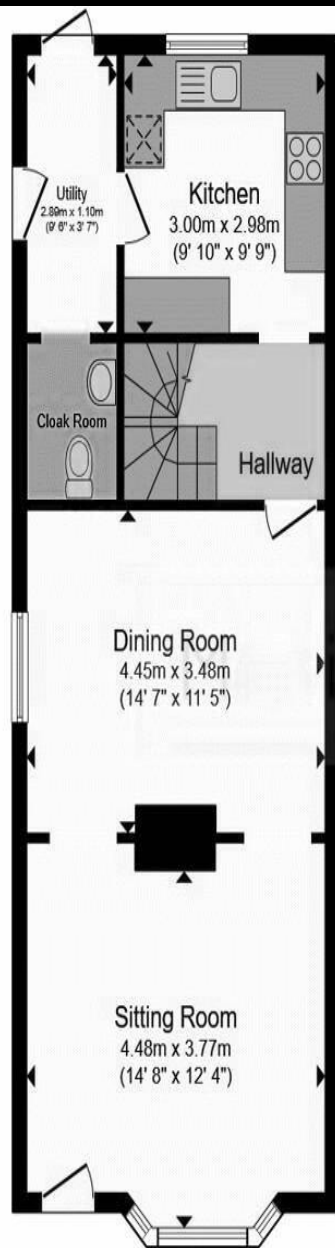 Utility
2.89m x 1.10m
(9' 6" x 3' 7")
Kitchen
3.00m x 2.98m
(9' 10" x 9' 9")
Cloak Room
Hallway
Dining Room
4.45m x 3.48m
(14' 7" x 11' 5")
Sitting Room
4.48m x 3.77m
(14' 8" x 12' 4")